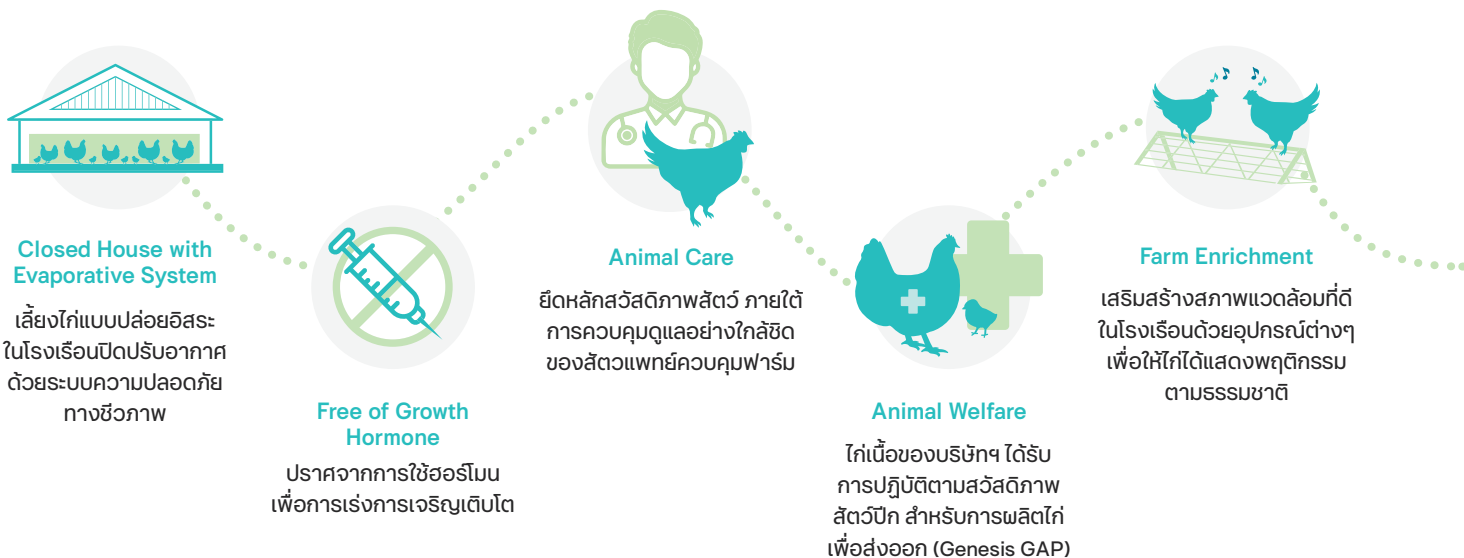 Closed House with
Evaporative System
เลี้ยงไก่แบบปล่อยอิสระ
ในโรงเรือนปิดปรับอากาศ
ด้วยระบบความปลอดภัย
ทางชีวภาพ
Free of Growth
Hormone
ปราศจากการใช้ฮอร์โมน
เพื่อการเร่งการเจริญเติบโต
Animal Care
ยึดหลักสวัสดิภาพสัตว์ ภายใต้
การควบคุมดูแลอย่างใกล้ชิด
ของสัตวแพทย์ควบคุมฟาร์ม
Animal Welfare
ไก่เนื้อของบริษัทฯ ได้รับ
การปฏิบัติตามสวัสดิภาพ
สัตว์ปีก สำหรับการผลิตไก่
เพื่อส่งออก (Genesis GAP)
Farm Enrichment
เสริมสร้างสภาพแวดล้อมที่ดี
ในโรงเรือนด้วยอุปกรณ์ต่างๆ
เพื่อให้ไก่ได้แสดงพฤติกรรม
ตามธรรมชาติ